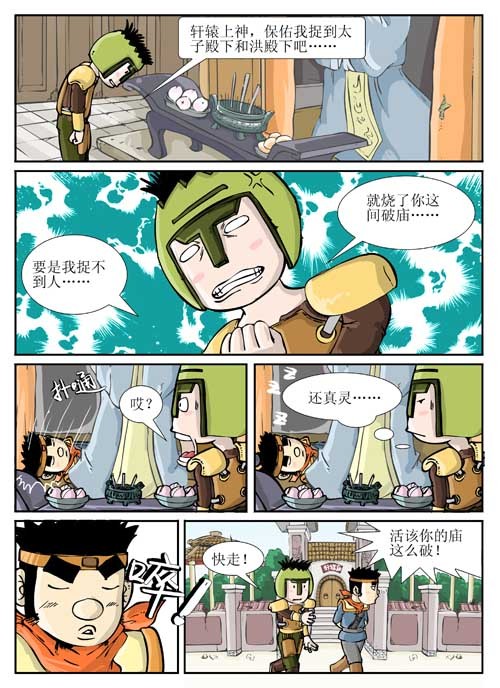 轩辕上神，保佑我捉到太
子殿下和洪殿下吧……
要是我捉不
到人……
就烧了你这
间破庙……
扑通
哎？
还真灵……
Z
Z
Z
啐！
快走！
活该你的庙
这么破！